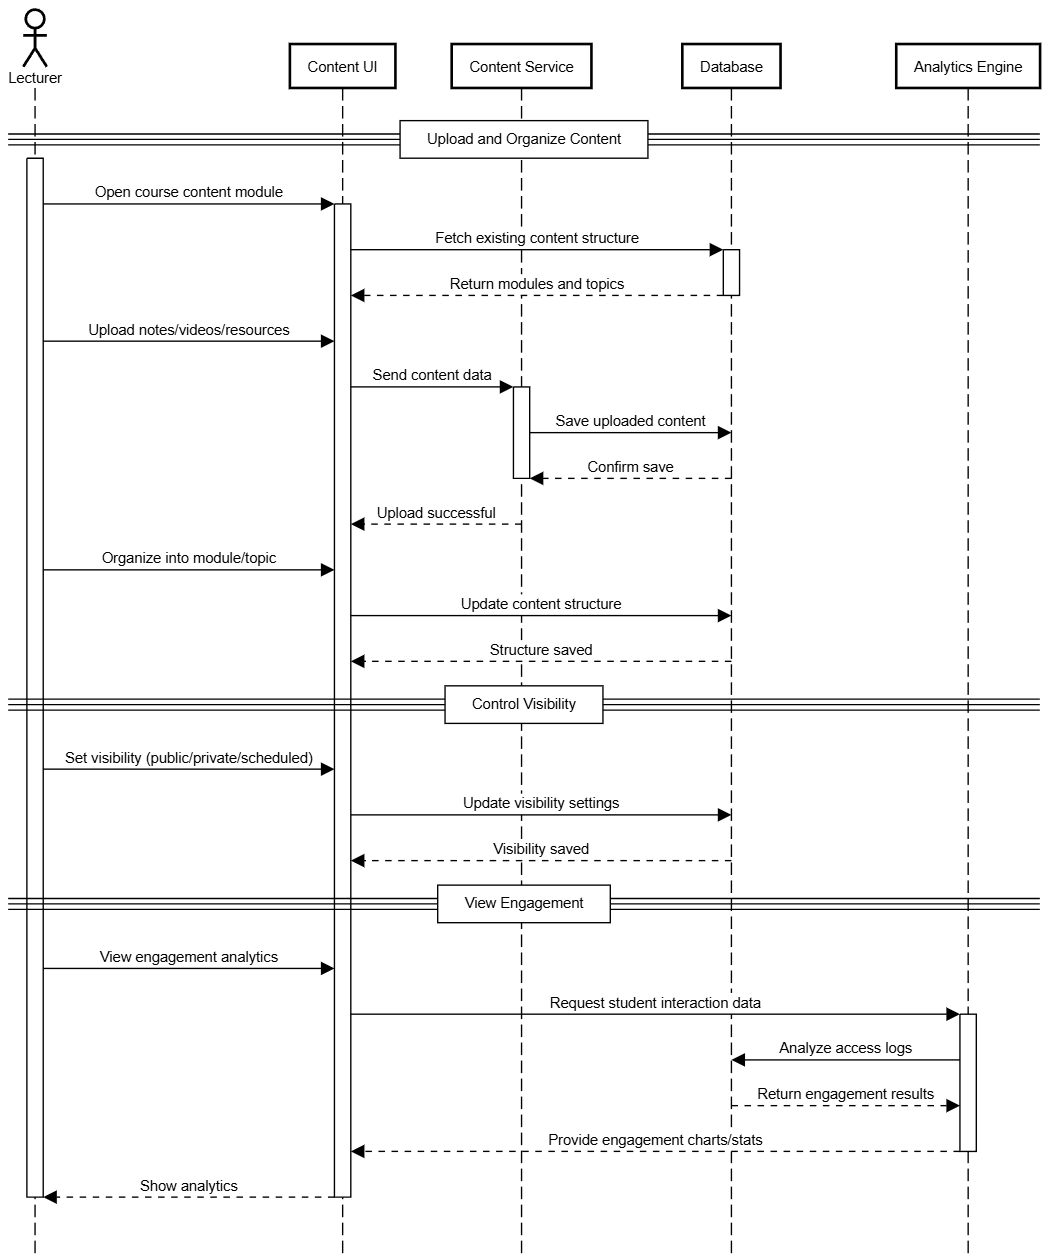 Lecturer
Content UI
Content Service
Database
Analytics Engine
Upload and Organize Content
Open course content module
Fetch existing content structure
Return modules and topics
Upload notes/videos/resources
Send content data
Save uploaded content
Confirm save
Upload successful
Organize into module/topic
Update content structure
Structure saved
Control Visibility
Set visibility (public/private/scheduled)
Update visibility settings
Visibility saved
View Engagement
View engagement analytics
Request student interaction data
Analyze access logs
Return engagement results
Provide engagement charts/stats
Show analytics